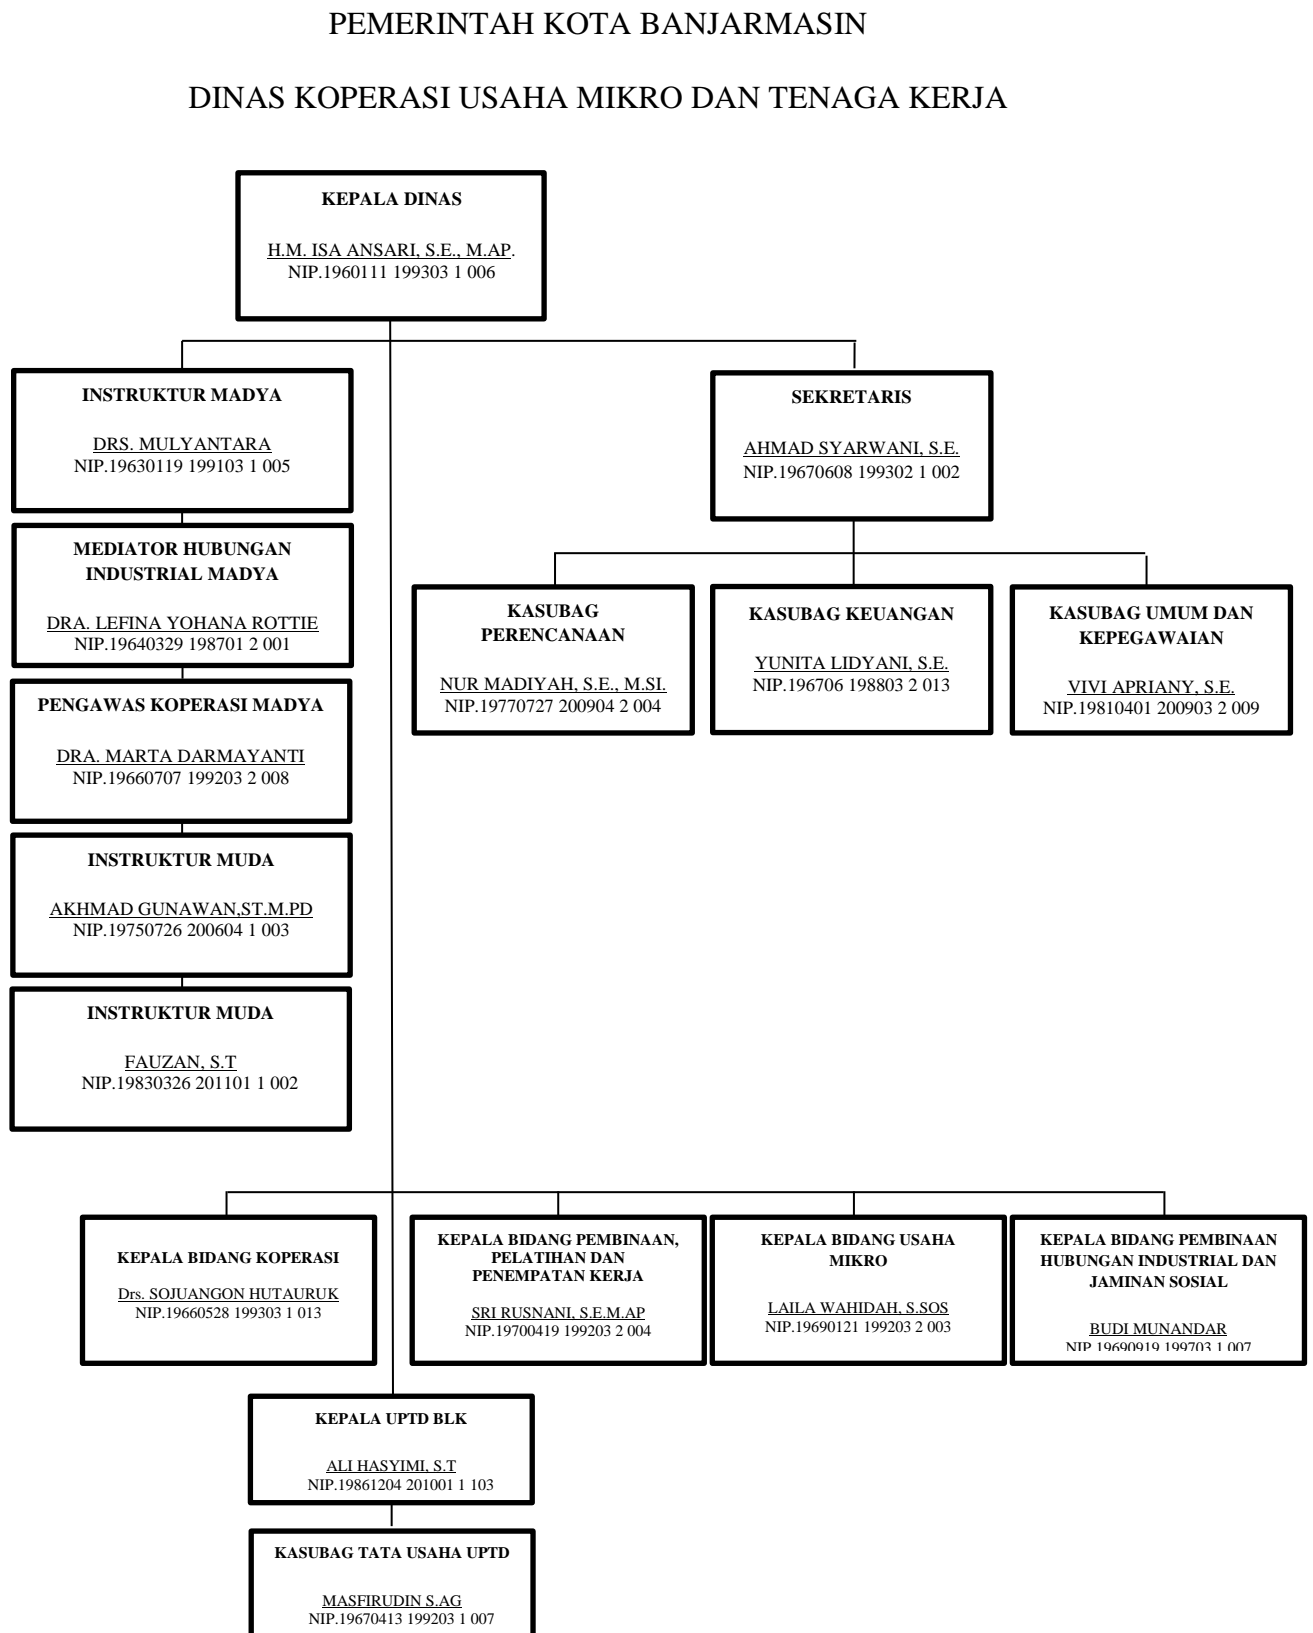 PEMERINTAH KOTA BANJARMASIN
DINAS KOPERASI USAHA MIKRO DAN TENAGA KERJA
KEPALA DINAS
H.M. ISA ANSARI, S.E., M.AP.
NIP.1960111 199303 1 006
INSTRUKTUR MADYA
DRS. MULYANTARA
NIP.19630119 199103 1 005
SEKRETARIS
AHMAD SYARWANI, S.E.
NIP.19670608 199302 1 002
MEDIATOR HUBUNGAN
INDUSTRIAL MADYA
DRA. LEFINA YOHANA ROTTIE
NIP.19640329 198701 2 001
KASUBAG
PERENCANAAN
NUR MADIYAH, S.E., M.SI.
NIP.19770727 200904 2 004
KASUBAG KEUANGAN
YUNITA LIDYANI, S.E.
NIP.196706 198803 2 013
KASUBAG UMUM DAN
KEPEGAWAIAN
VIVI APRIANY, S.E.
NIP.19810401 200903 2 009
PENGAWAS KOPERASI MADYA
DRA. MARTA DARMAYANTI
NIP.19660707 199203 2 008
INSTRUKTUR MUDA
AKHMAD GUNAWAN,ST.M.PD
NIP.19750726 200604 1 003
INSTRUKTUR MUDA
FAUZAN, S.T
NIP.19830326 201101 1 002
KEPALA BIDANG KOPERASI
Drs. SOJUANGON HUTAURUK
NIP.19660528 199303 1 013
KEPALA BIDANG PEMBINAAN,
PELATIHAN DAN
PENEMPATAN KERJA
SRI RUSNANI, S.E.M.AP
NIP.19700419 199203 2 004
KEPALA BIDANG USAHA
MIKRO
LAILA WAHIDAH, S.SOS
NIP.19690121 199203 2 003
KEPALA BIDANG PEMBINAAN
HUBUNGAN INDUSTRIAL DAN
JAMINAN SOSIAL
BUDI MUNANDAR
NIP.19690919 199703 1 007
KEPALA UPTD BLK
ALI HASYIMI, S.T
NIP.19861204 201001 1 103
KASUBAG TATA USAHA UPTD
MASFIRUDIN S.AG
NIP.19670413 199203 1 007